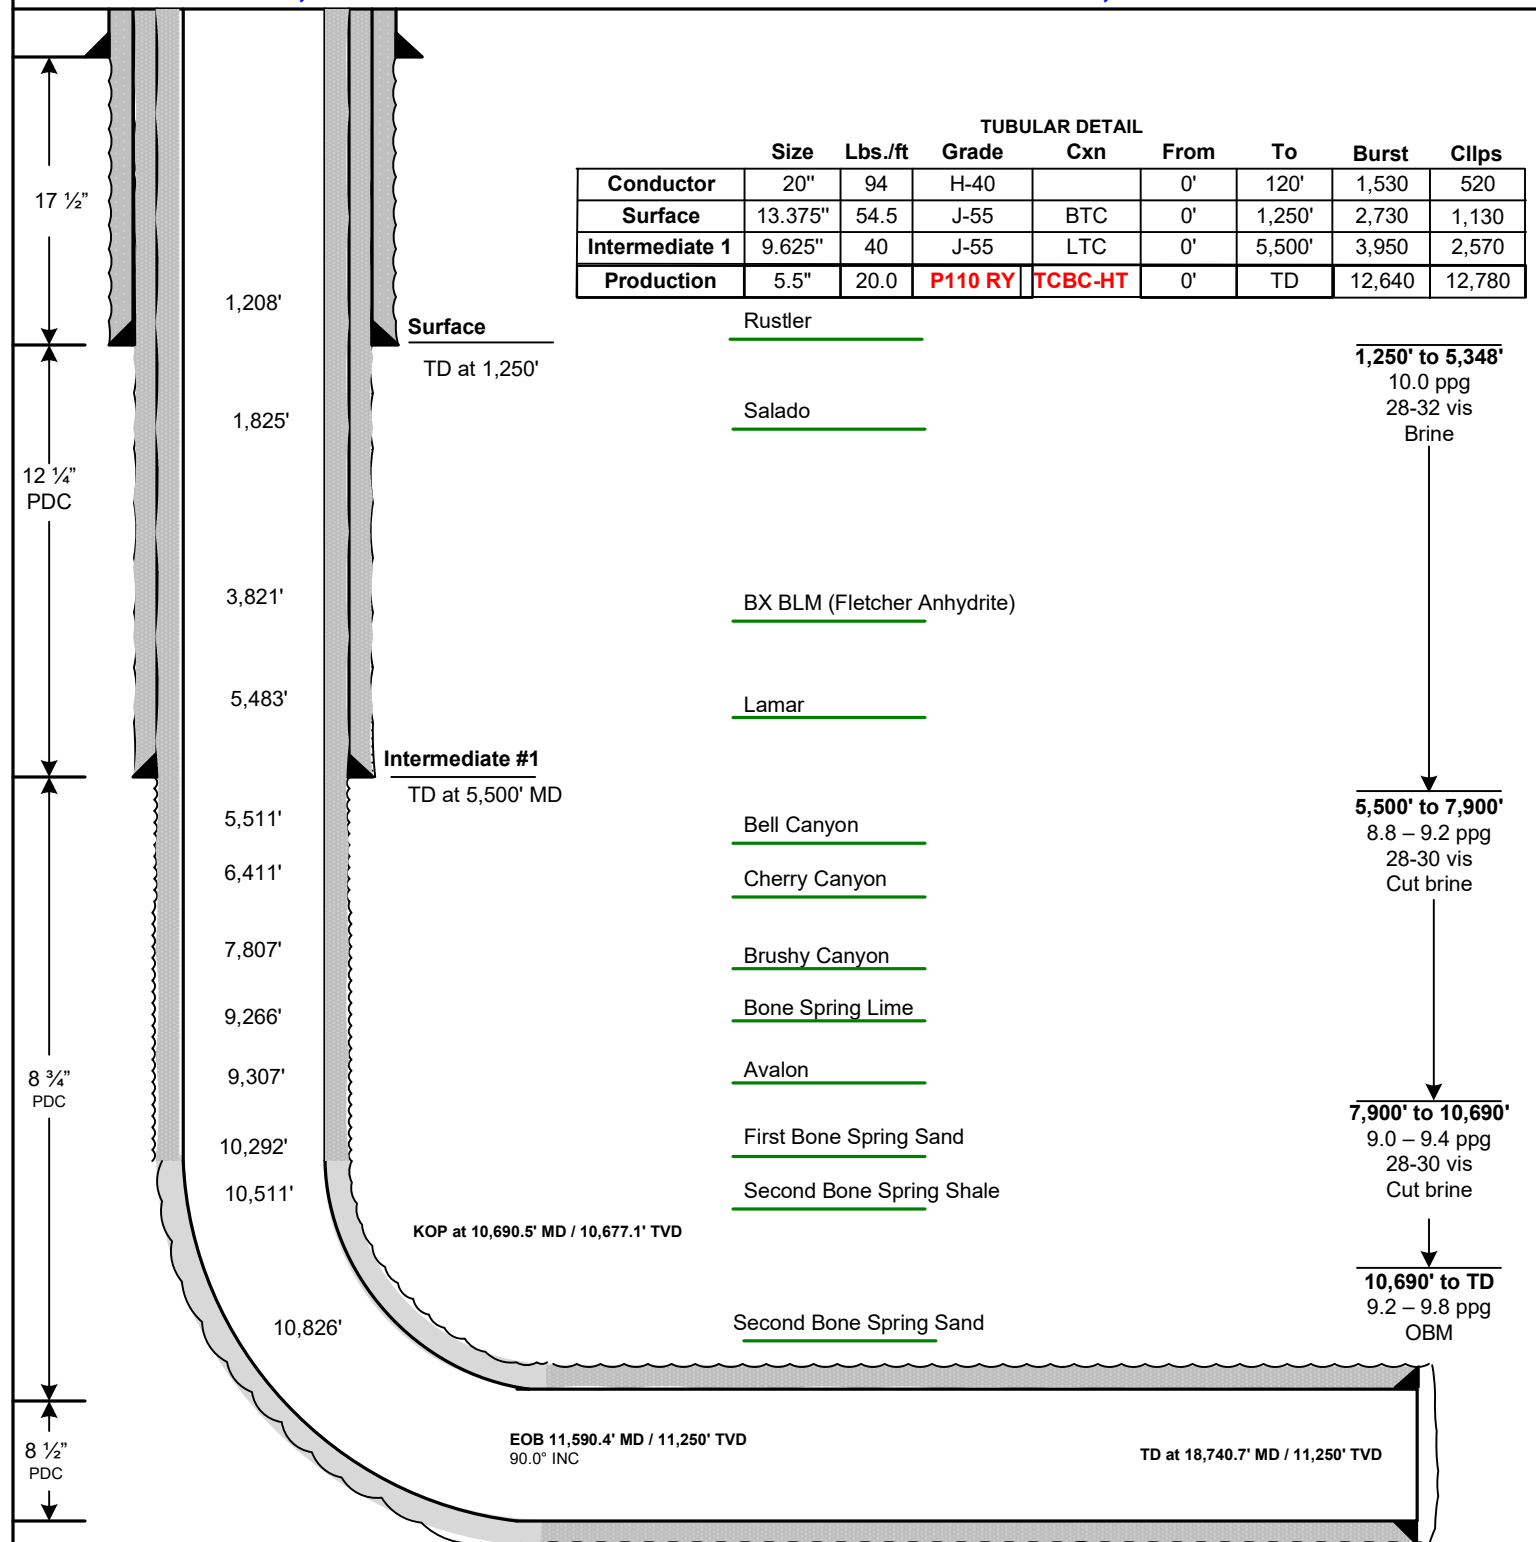 TUBULAR DETAIL
Size Lbs./ft Grade Cxn From To Burst Cllps
Conductor 20" 94 H-40 0' 120' 1,530 520
Surface 13.375" 54.5 J-55 BTC 0' 1,250' 2,730 1,130
Intermediate 1 9.625" 40 J-55 LTC 0' 5,500' 3,950 2,570
Production 5.5" 20.0 P110 RY TCBC-HT 0' TD 12,640 12,780
17 ½"
1,208'
Rustler
Surface
TD at 1,250'
1,250' to 5,348'
10.0 ppg
28-32 vis
Brine
1,825'
Salado
12 ¼"
PDC
3,821'
BX BLM (Fletcher Anhydrite)
5,483'
Lamar
Intermediate #1
TD at 5,500' MD
5,500' to 7,900'
8.8 – 9.2 ppg
28-30 vis
Cut brine
5,511'
Bell Canyon
6,411'
Cherry Canyon
7,807'
Brushy Canyon
9,266'
Bone Spring Lime
8 ¾"
PDC
9,307'
Avalon
7,900' to 10,690'
9.0 – 9.4 ppg
28-30 vis
Cut brine
10,292'
First Bone Spring Sand
10,511'
Second Bone Spring Shale
KOP at 10,690.5' MD / 10,677.1' TVD
10,690' to TD
9.2 – 9.8 ppg
OBM
10,826'
Second Bone Spring Sand
8 ½"
PDC
EOB 11,590.4' MD / 11,250' TVD
90.0° INC
TD at 18,740.7' MD / 11,250' TVD